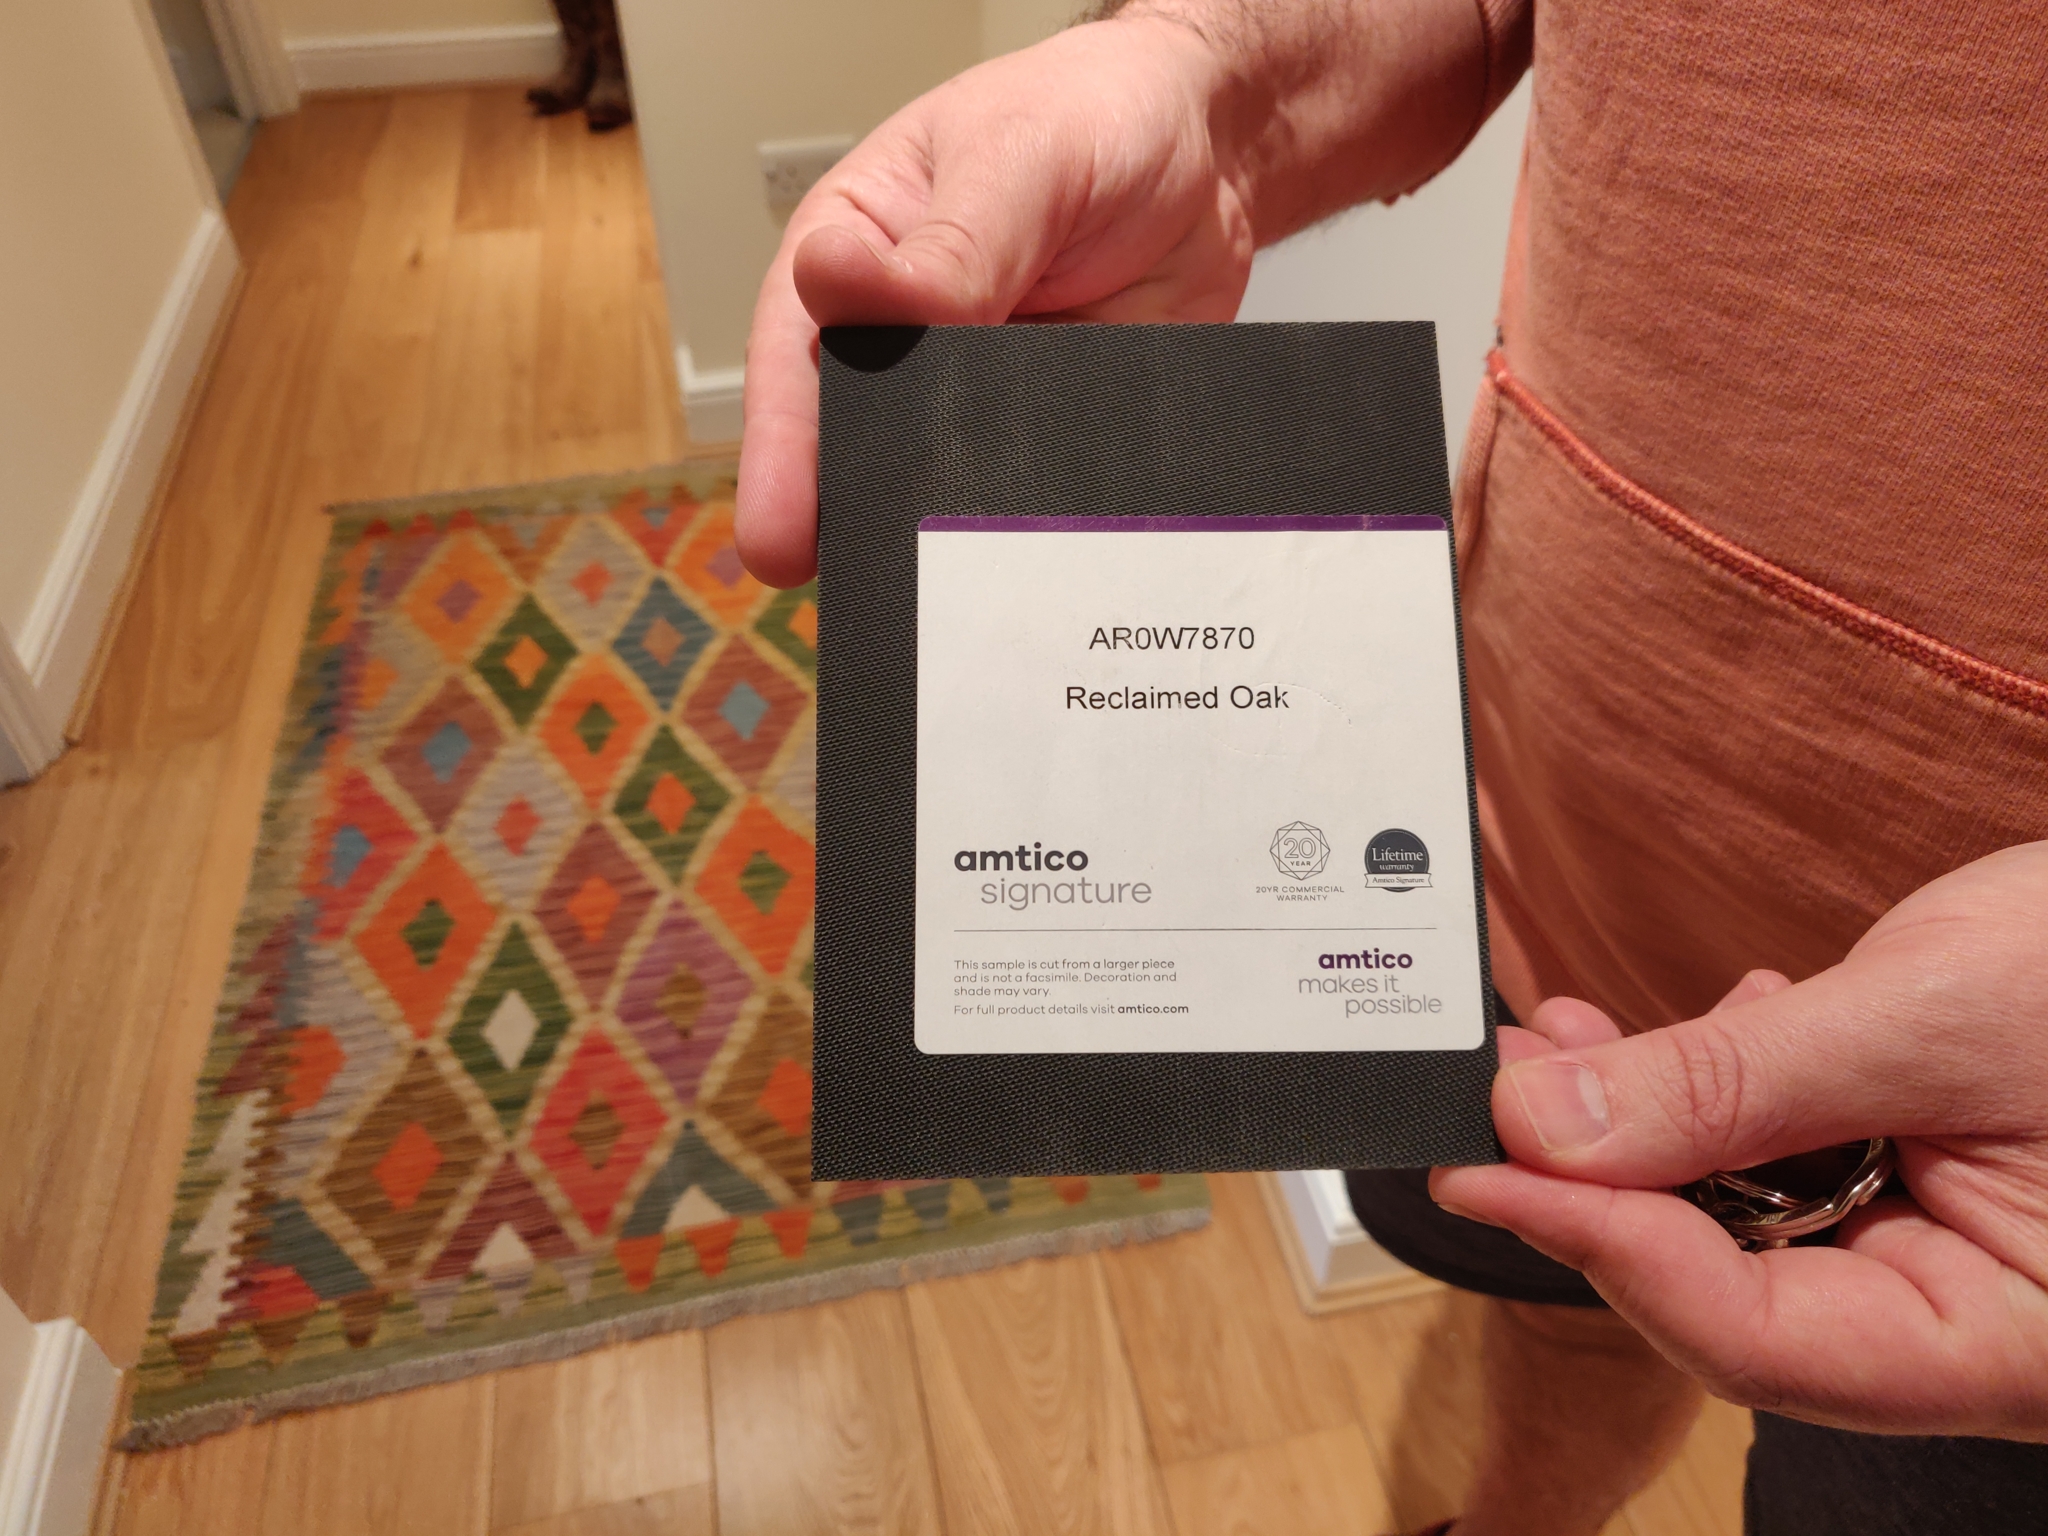 AR0W7870
Reclaimed Oak
amtico
signature
20
YEAR
20YR COMMERCIAL
WARRANTY
Lifetime
warranty
Amtico Signature
This sample is cut from a larger piece
and is not a facsimile. Decoration and
shade may vary.
For full product details visit amtico.com
amtico
makes it
possible